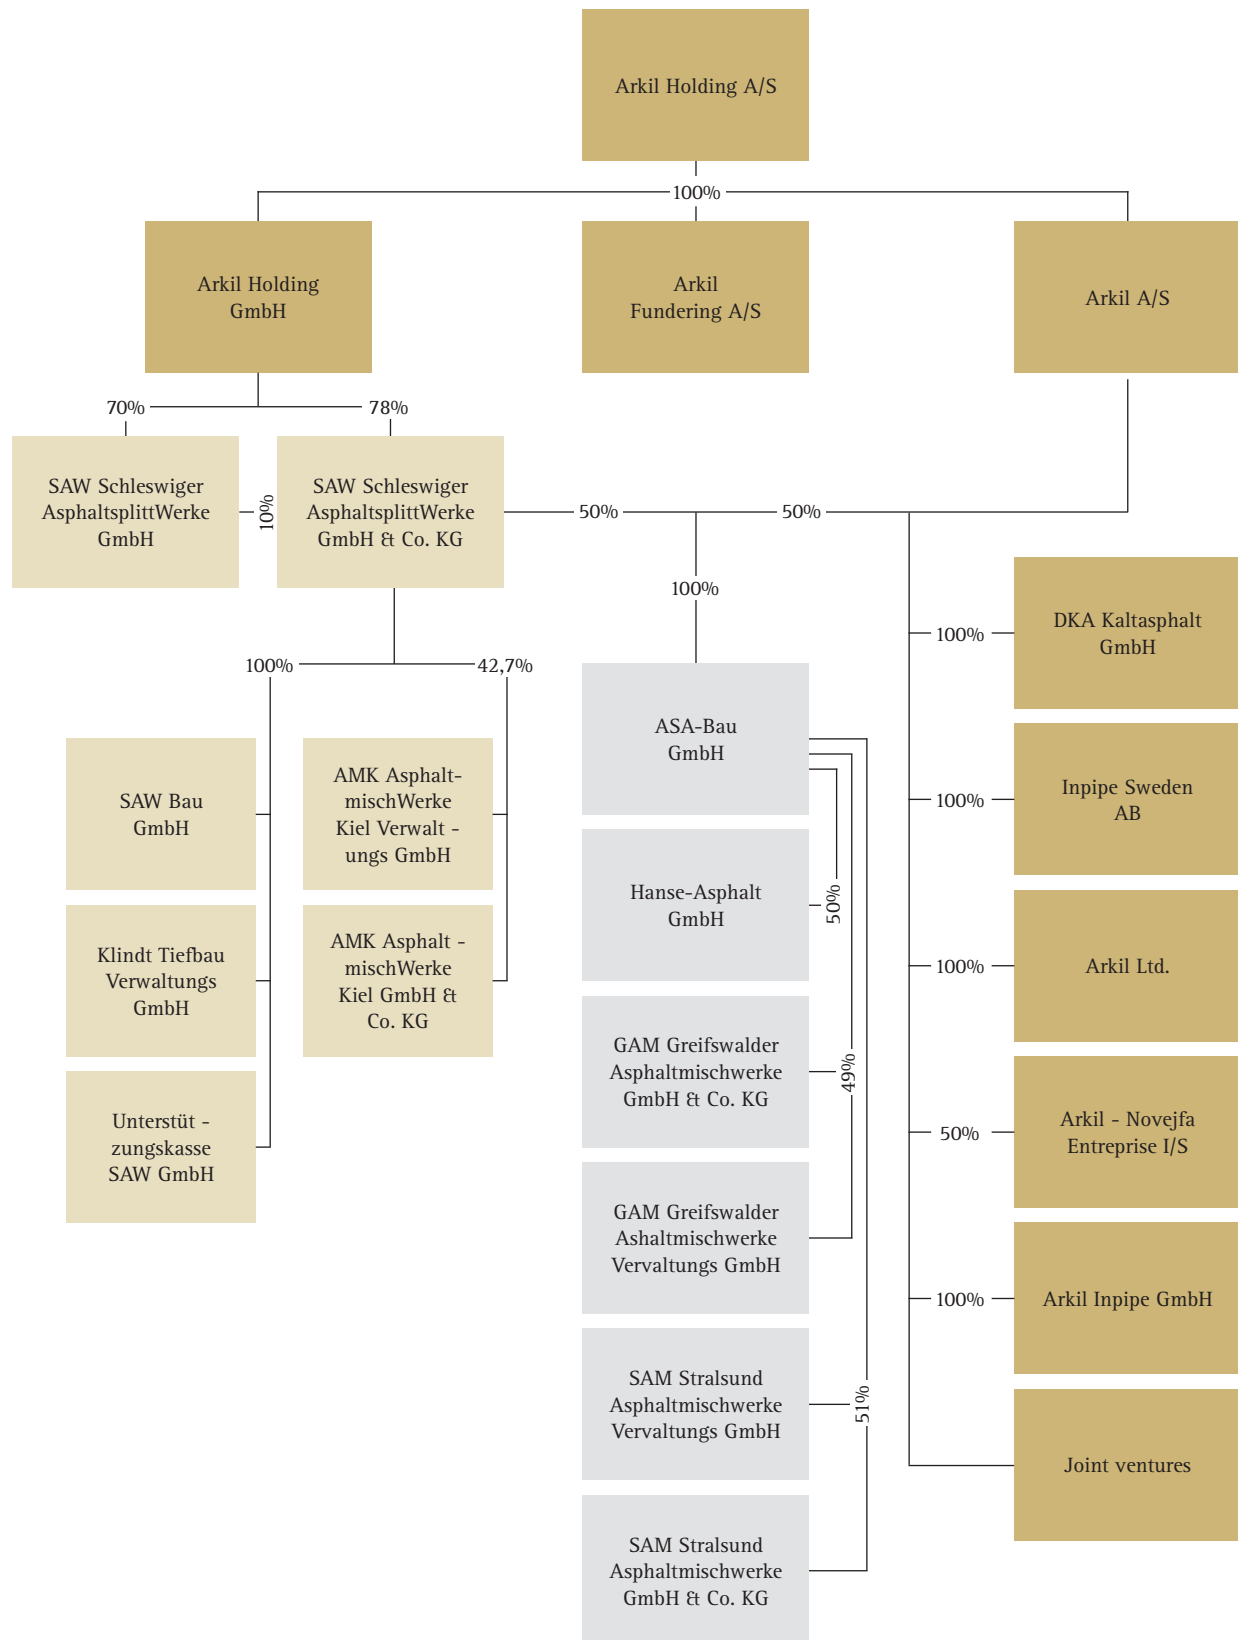 Arkil Holding A/S
100%
Arkil Holding
GmbH
Arkil
Fundering A/S
Arkil A/S
70%
78%
SAW Schleswiger
AsphaltsplittWerke
GmbH
10%
SAW Schleswiger
AsphaltsplittWerke
GmbH & Co. KG
50%
50%
100%
100%
42,7%
SAW Bau
GmbH
Klindt Tiefbau
Verwaltungs
GmbH
Unterstüt -
zungskasse
SAW GmbH
AMK Asphalt-
mischWerke
Kiel Verwalt -
ungs GmbH
AMK Asphalt -
mischWerke
Kiel GmbH &
Co. KG
ASA-Bau
GmbH
Hanse-Asphalt
GmbH
50%
GAM Greifswalder
Asphaltmischwerke
GmbH & Co. KG
49%
GAM Greifswalder
Ashaltmischwerke
Vervaltungs GmbH
SAM Stralsund
Asphaltmischwerke
Vervaltungs GmbH
51%
SAM Stralsund
Asphaltmischwerke
GmbH & Co. KG
100%
DKA Kaltasphalt
GmbH
100%
Inpipe Sweden
AB
100%
Arkil Ltd.
50%
Arkil - Novejfa
Entreprise I/S
100%
Arkil Inpipe GmbH
Joint ventures